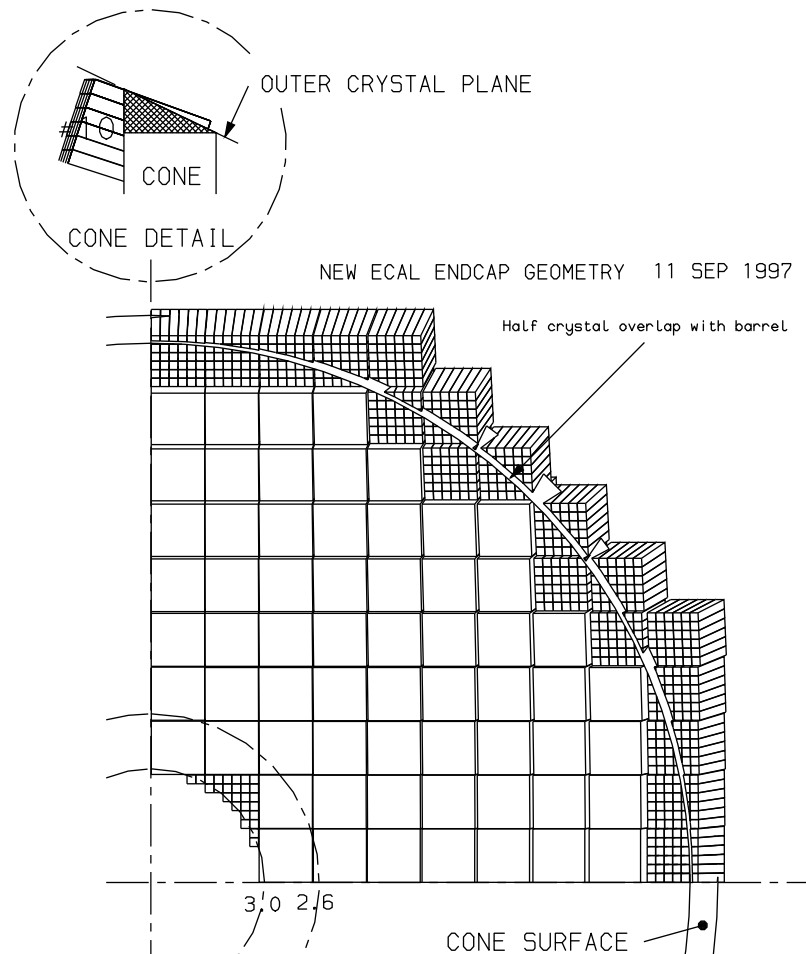 OUTER CRYSTAL PLANE
#10
CONE
CONE DETAIL
NEW ECAL ENDCAP GEOMETRY 11 SEP 1997
Half crystal overlap with barrel
3.0 2.6
CONE SURFACE